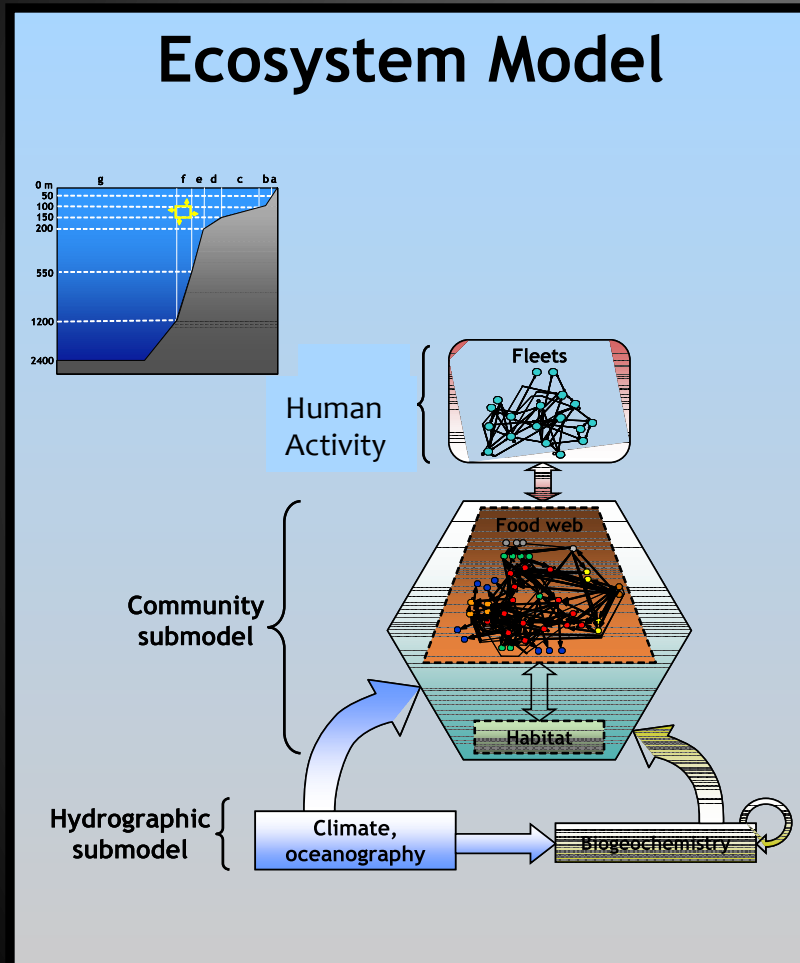 Ecosystem Model
g f e d c b a
0 m
50
100
150
200
550
1200
2400
Fleets
Human
Activity
Food web
Community
submodel
Habitat
Hydrographic
submodel
Climate,
oceanography
Biogeochemistry